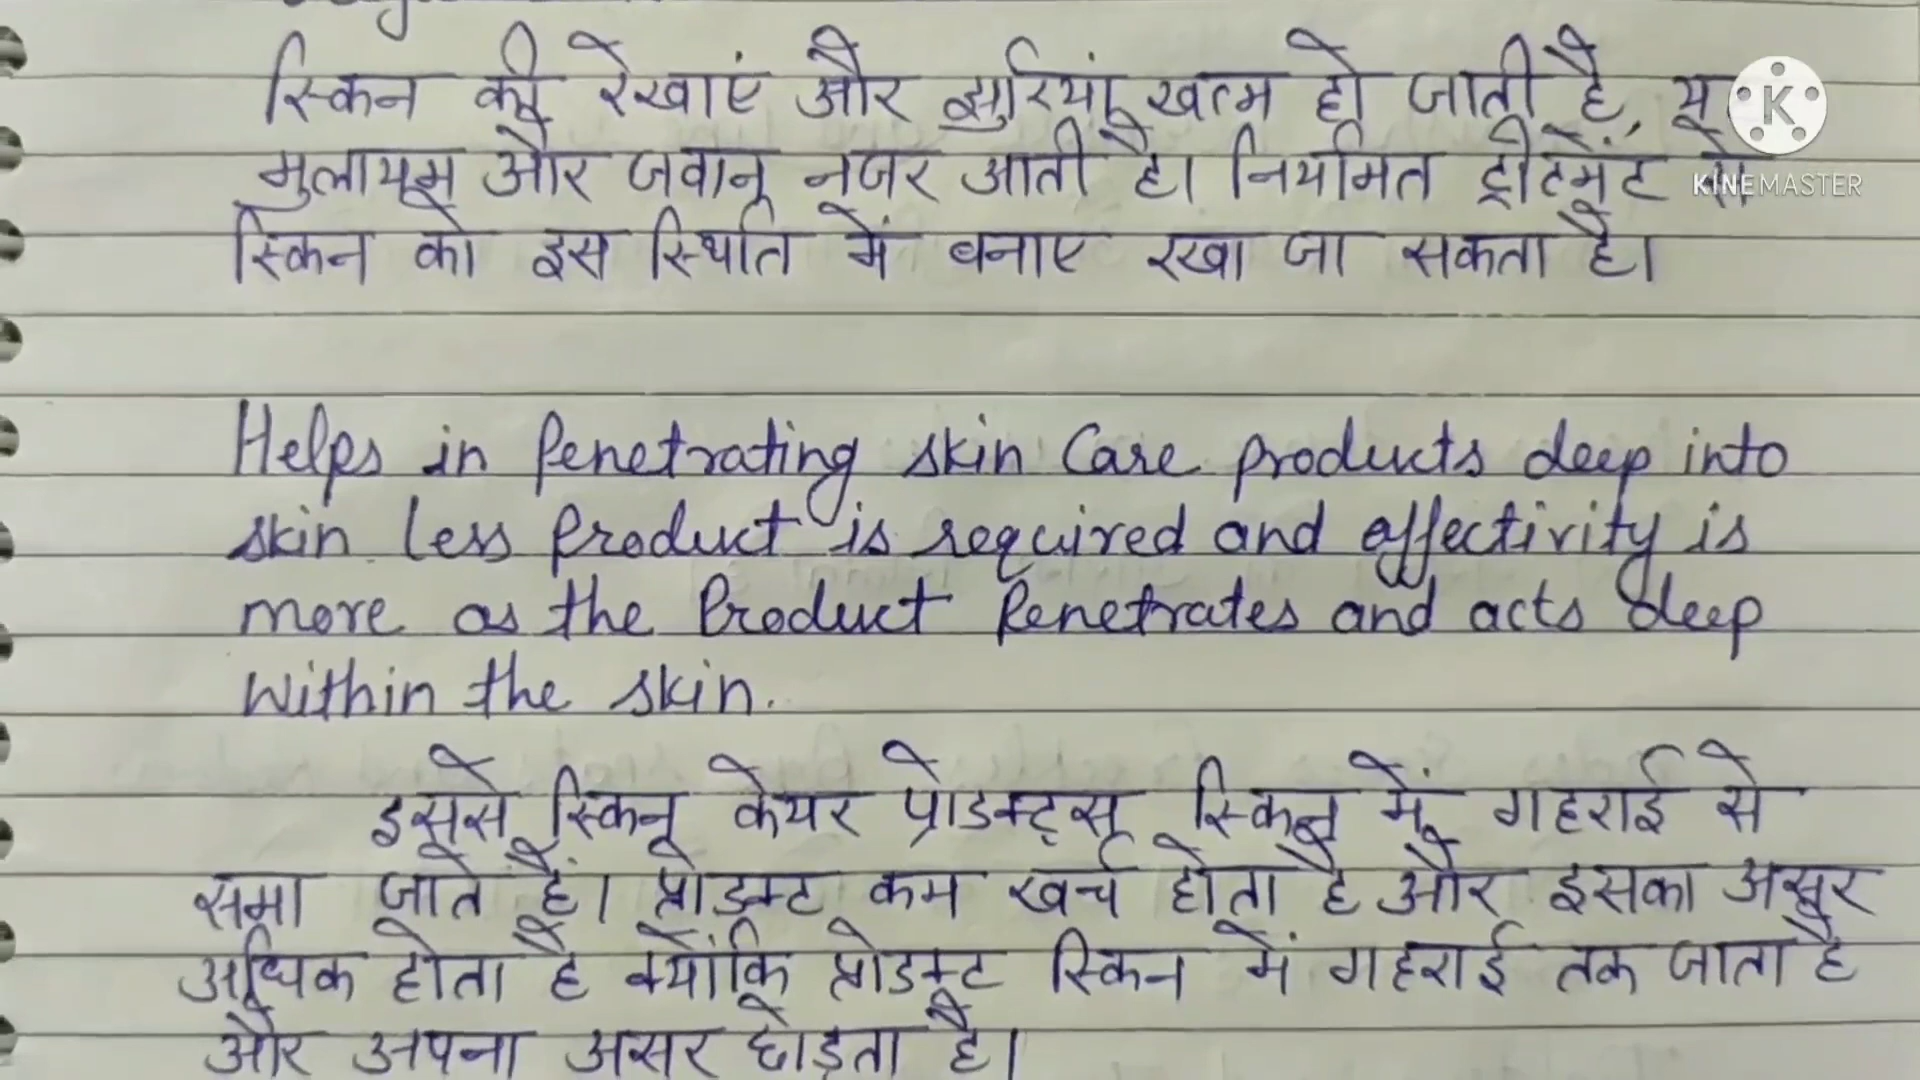 स्किन की रेखाएं और झुरियां खत्म हो जाती है,
मुलायम और जवान नजर आती है। नियमित ट्रीटमेंट से
स्किन को इस स्थिति में बनाए रखा जा सकता है।
Helps in Penetrating skin Care products deep into
skin less Product is required and affectivity is
more as the Product Penetrates and acts deep
within the skin.
इससे स्किन केयर प्रोडक्ट्स स्किन में गहराई से
समा जाते हैं। प्रोडक्ट कम खर्च होता है और इसका असर
अधिक होता है क्योंकि प्रोडक्ट स्किन में गहराई तक जाता है
और अपना असर छोड़ता है।
K
KINEMASTER